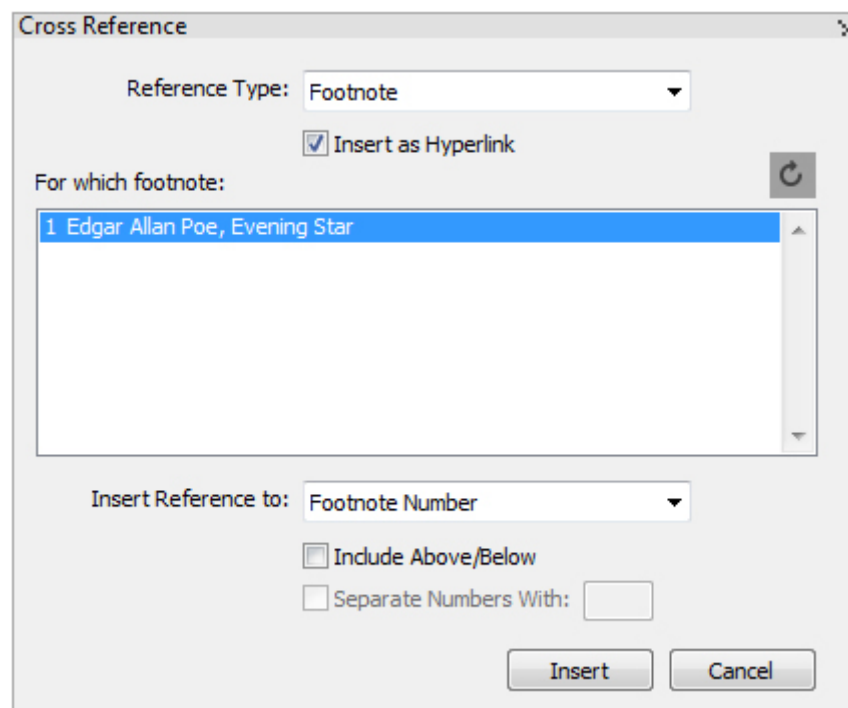 Cross Reference
Reference Type: Footnote
Insert as Hyperlink
For which footnote:
1 Edgar Allan Poe, Evening Star
Insert Reference to: Footnote Number
Include Above/Below
Separate Numbers With:
Insert Cancel